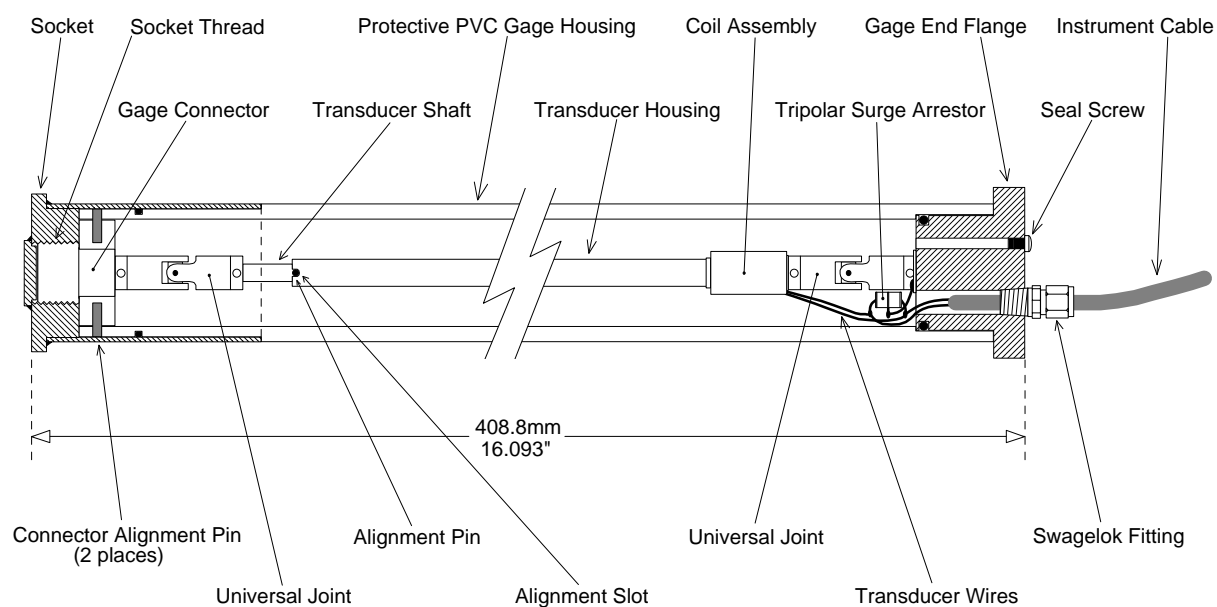 Socket
Socket Thread
Protective PVC Gage Housing
Coil Assembly
Gage End Flange
Instrument Cable
Gage Connector
Transducer Shaft
Transducer Housing
Tripolar Surge Arrestor
Seal Screw
408.8mm
16.093"
Connector Alignment Pin
(2 places)
Alignment Pin
Universal Joint
Swagelok Fitting
Universal Joint
Alignment Slot
Transducer Wires